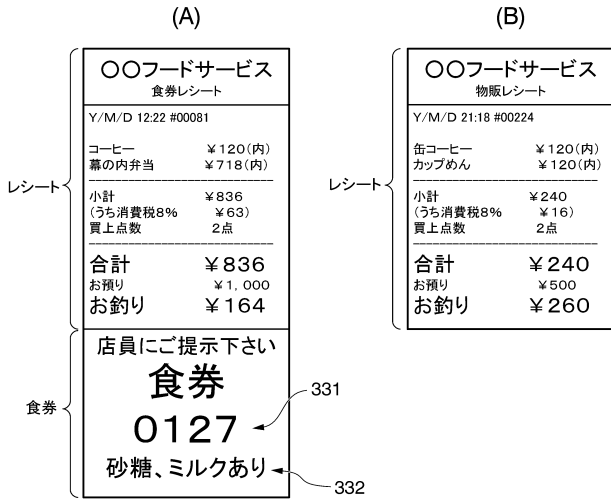 (A)
レシート
〇〇フードサービス
食券レシート
Y/M/D 12:22 #00081
コーヒー ¥120(内)
幕の内弁当 ¥718(内)
小計 ¥836
(うち消費税8% ¥63)
買上点数 2点
合計 ¥836
お預り ¥1,000
お釣り ¥164
食券
店員にご提示下さい
食券
0127
331
砂糖、ミルクあり
332
(B)
レシート
〇〇フードサービス
物販レシート
Y/M/D 21:18 #00224
缶コーヒー ¥120(内)
カップめん ¥120(内)
小計 ¥240
(うち消費税8% ¥16)
買上点数 2点
合計 ¥240
お預り ¥500
お釣り ¥260